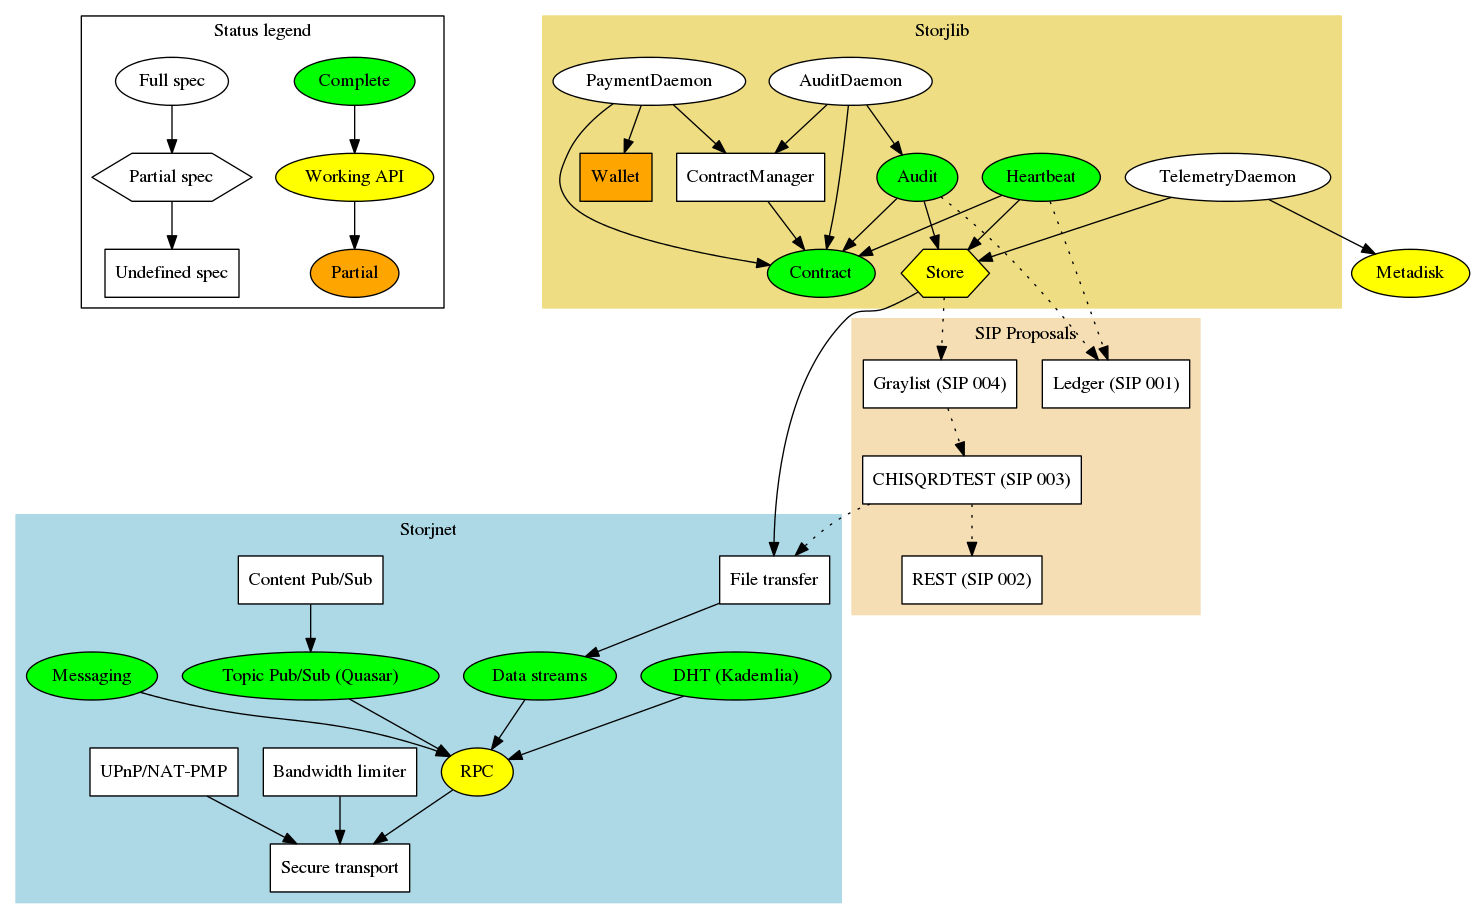 Status legend
Full spec
Complete
Partial spec
Working API
Undefined spec
Partial
Storjlib
PaymentDaemon
AuditDaemon
Wallet
ContractManager
Audit
Heartbeat
TelemetryDaemon
Contract
Store
Metadisk
SIP Proposals
Graylist (SIP 004)
Ledger (SIP 001)
CHISQRDTEST (SIP 003)
REST (SIP 002)
Storjnet
Content Pub/Sub
File transfer
Messaging
Topic Pub/Sub (Quasar)
Data streams
DHT (Kademlia)
UPnP/NAT-PMP
Bandwidth limiter
RPC
Secure transport